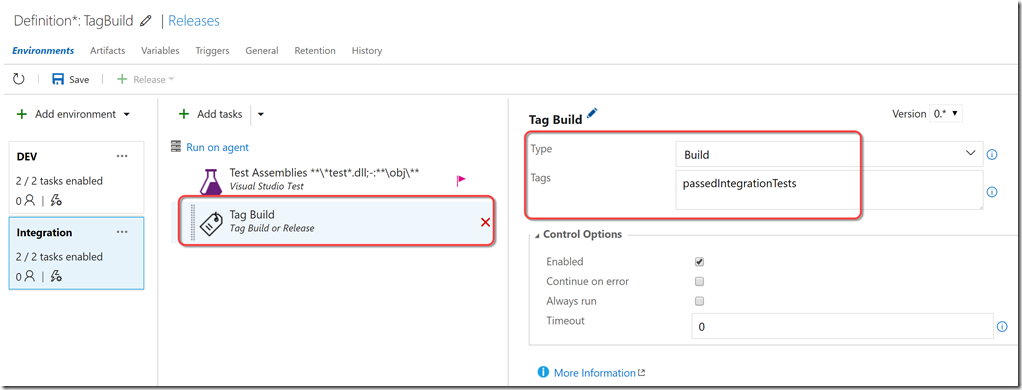 Definition*: TagBuild | Releases
Environments Artifacts Variables Triggers General Retention History
Save Release
Add environment
DEV
2 / 2 tasks enabled
0
Integration
2 / 2 tasks enabled
0
Add tasks
Run on agent
Test Assemblies **\*test*.dll;-:**\obj\**
Visual Studio Test
Tag Build
Tag Build or Release
Tag Build
Version 0.*
Type Build
Tags passedIntegrationTests
Control Options
Enabled
Continue on error
Always run
Timeout 0
More Information